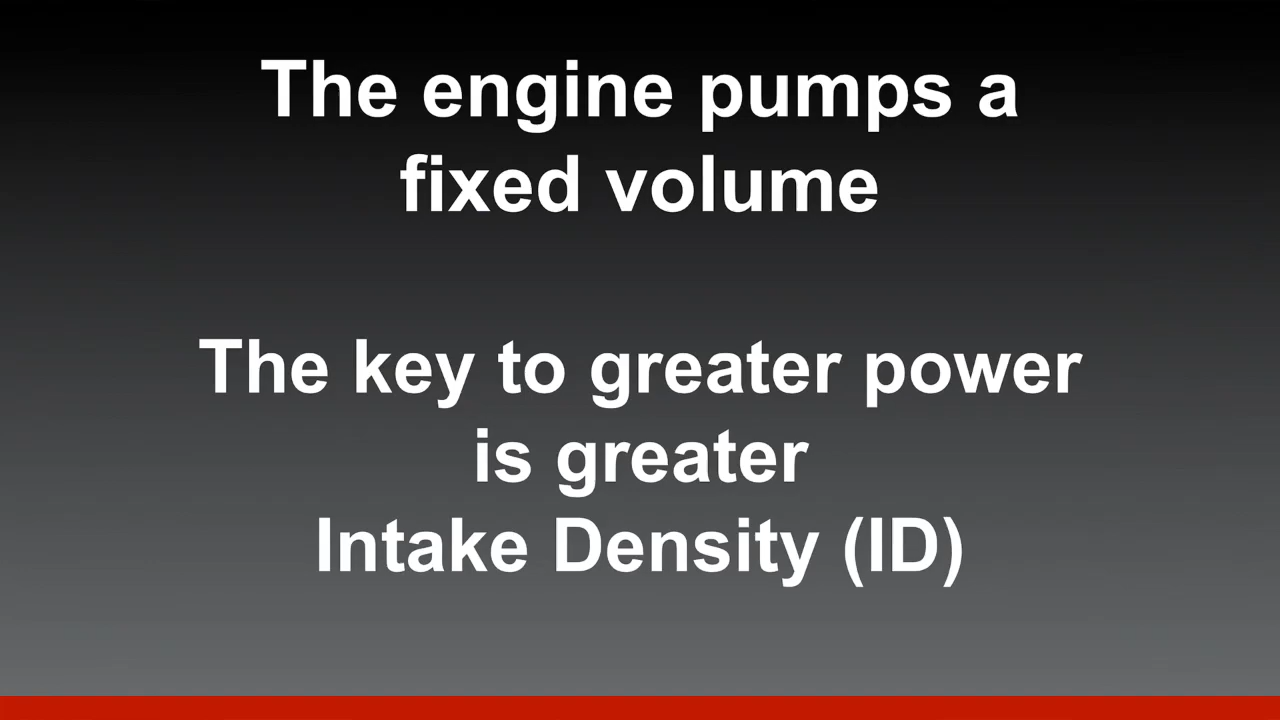 The engine pumps a
fixed volume
The key to greater power
is greater
Intake Density (ID)